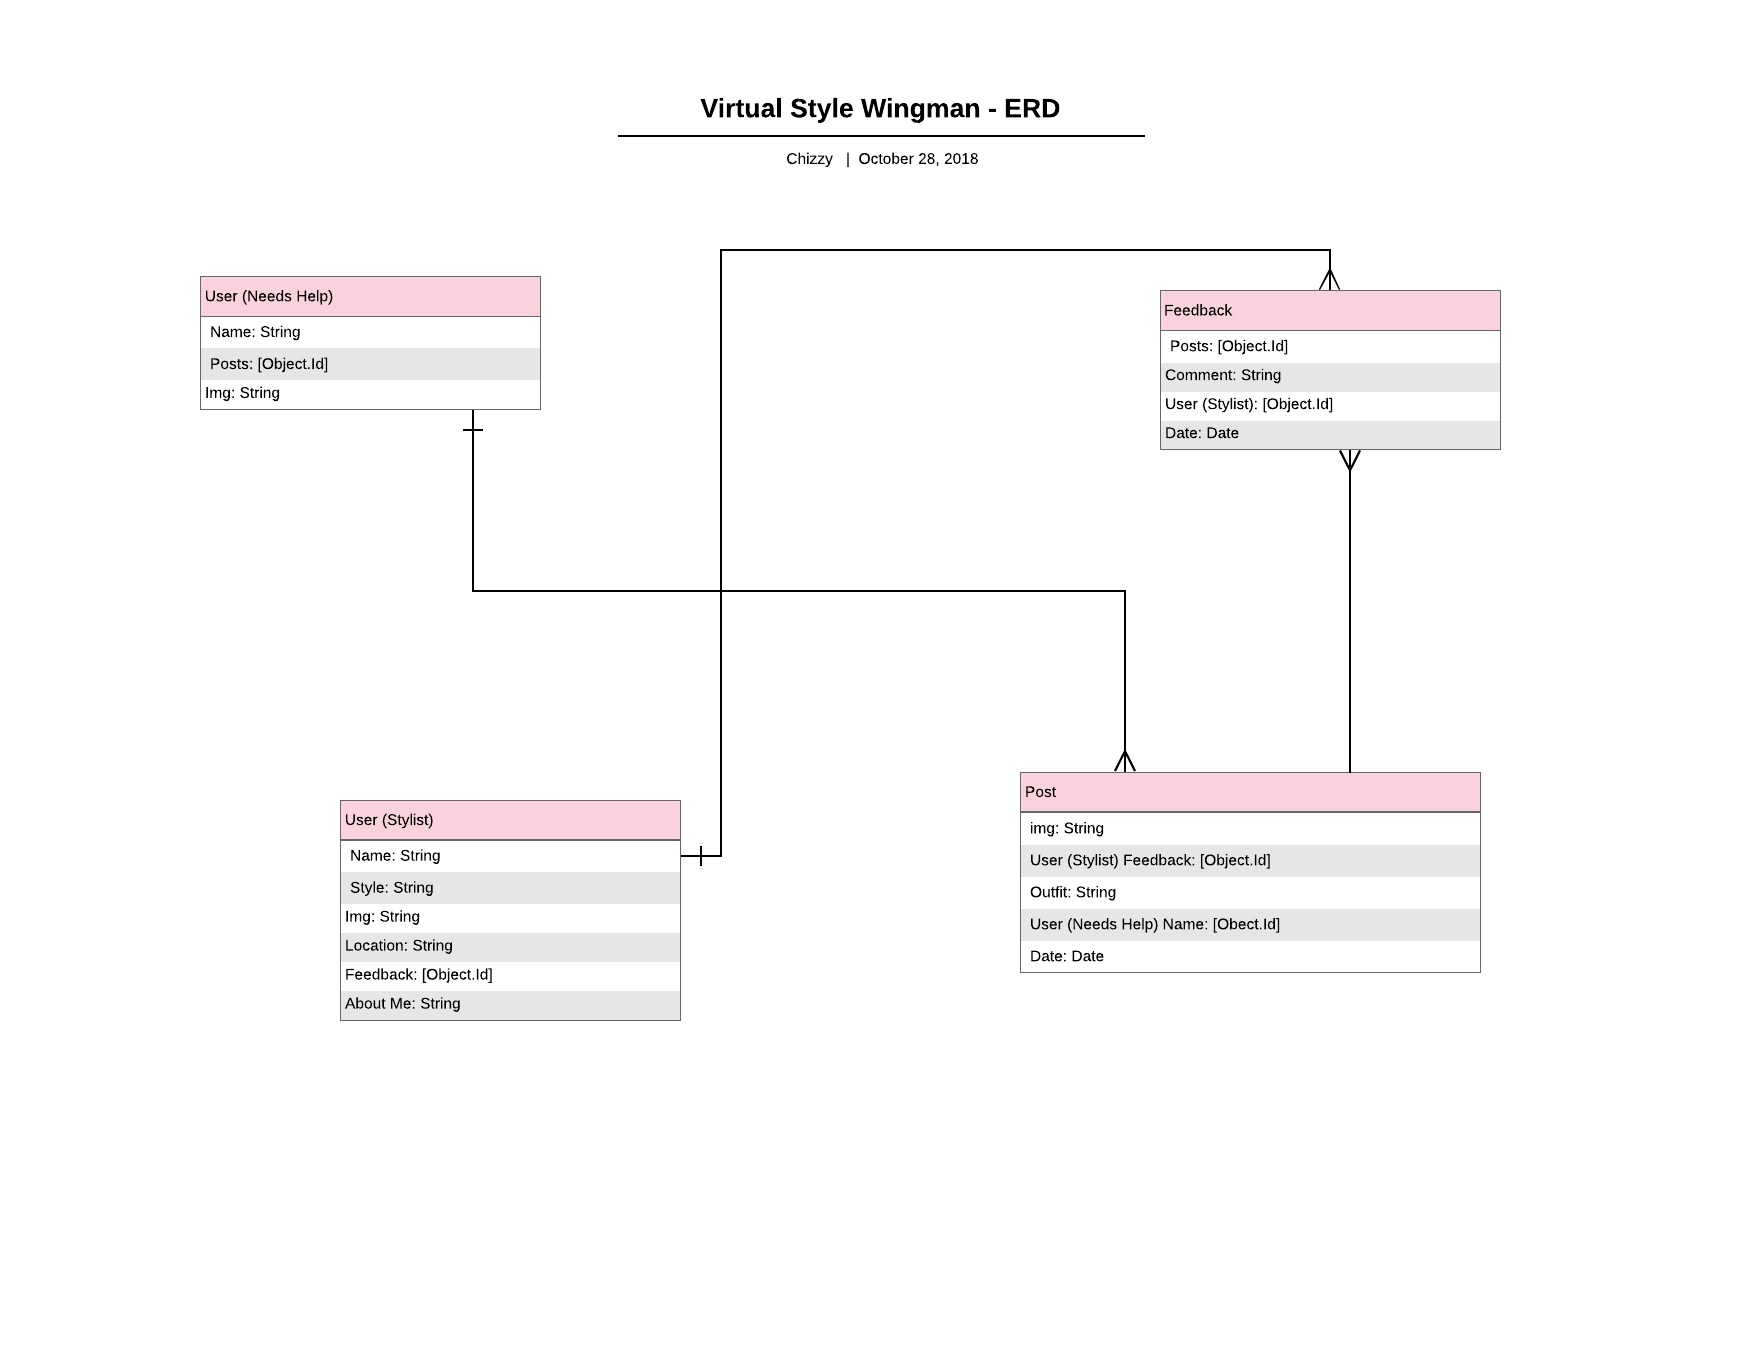 Virtual Style Wingman - ERD
Chizzy | October 28, 2018
User (Needs Help)
Name: String
Posts: [Object.Id]
Img: String
Feedback
Posts: [Object.Id]
Comment: String
User (Stylist): [Object.Id]
Date: Date
User (Stylist)
Name: String
Style: String
Img: String
Location: String
Feedback: [Object.Id]
About Me: String
Post
img: String
User (Stylist) Feedback: [Object.Id]
Outfit: String
User (Needs Help) Name: [Obect.Id]
Date: Date